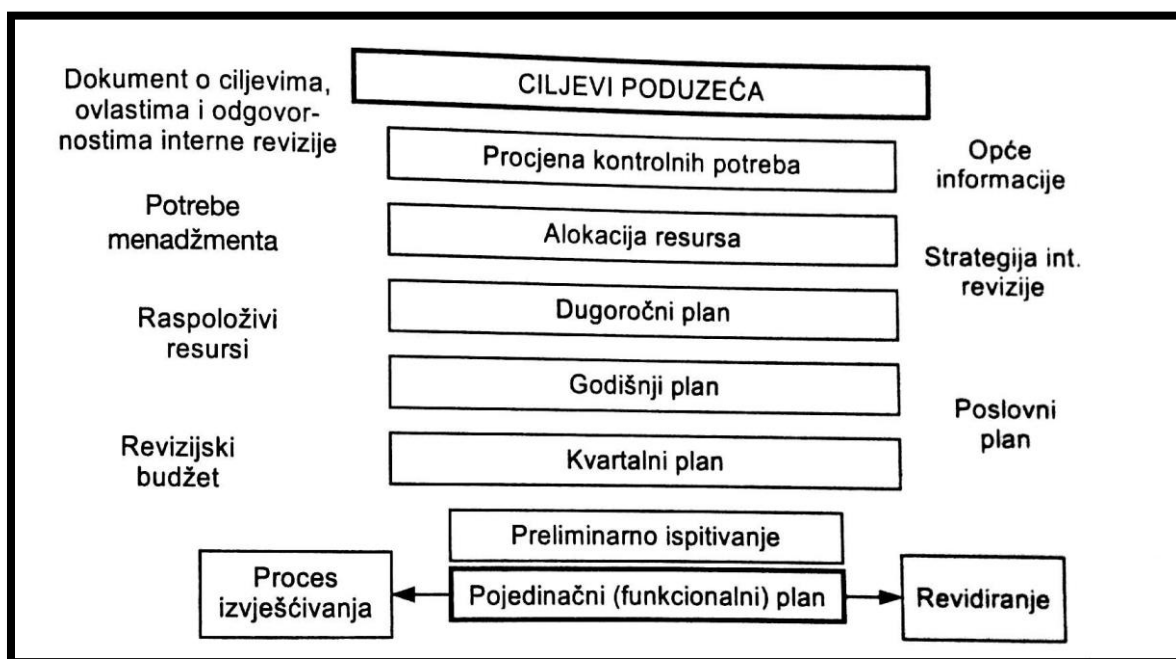 Dokument o ciljevima,
ovlastima i odgovor-
nostima interne revizije
CILJEVI PODUZEĆA
Procjena kontrolnih potreba
Opće
informacije
Potrebe
menadžmenta
Alokacija resursa
Strategija int.
revizije
Dugoročni plan
Raspoloživi
resursi
Godišnji plan
Poslovni
plan
Revizijski
budžet
Kvartalni plan
Preliminarno ispitivanje
Proces
izvješćivanja
Pojedinačni (funkcionalni) plan
Revidiranje